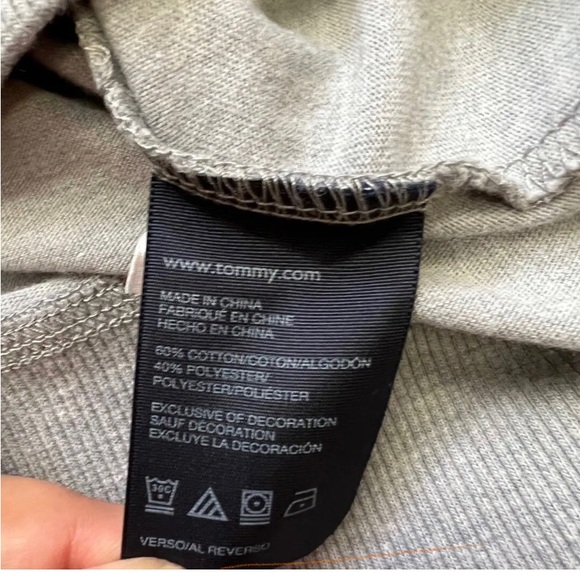 www.tommy.com
MADE IN CHINA
FABRIQUÉ EN CHINE
HECHO EN CHINA
60% COTTON/COTON/ALGODÓN
40% POLYESTER/
POLYESTER/POLIÉSTER
EXCLUSIVE OF DECORATION
SAUF DÉCORATION
EXCLUYE LA DECORACIÓN
30C
VERSO/AL REVERSO